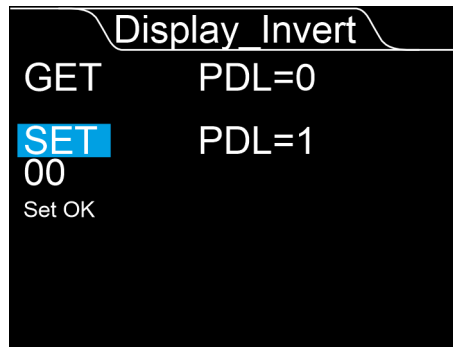 Display_Invert
GET PDL=0
SET PDL=1
00
Set OK